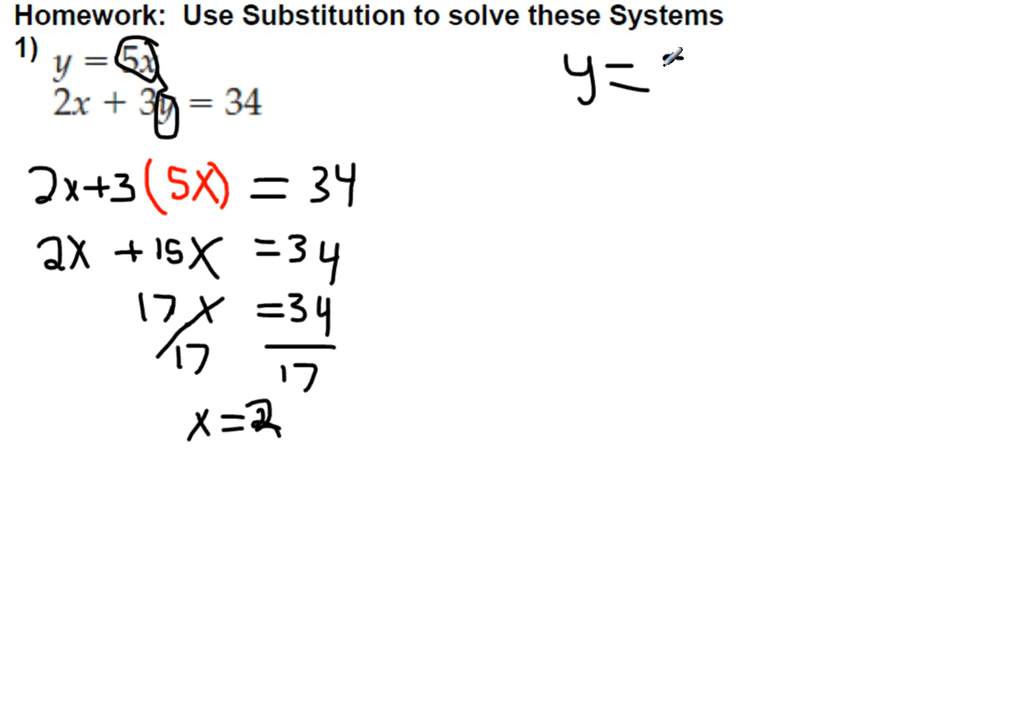 Homework: Use Substitution to solve these Systems
1) y = 5x
2x + 3y = 34
y =
2x+3(5x) = 34
2x + 15x = 34
17x = 34
17 17
x = 2